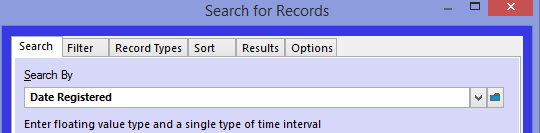 Search for Records
Search Filter Record Types Sort Results Options
Search By
Date Registered
Enter floating value type and a single type of time interval